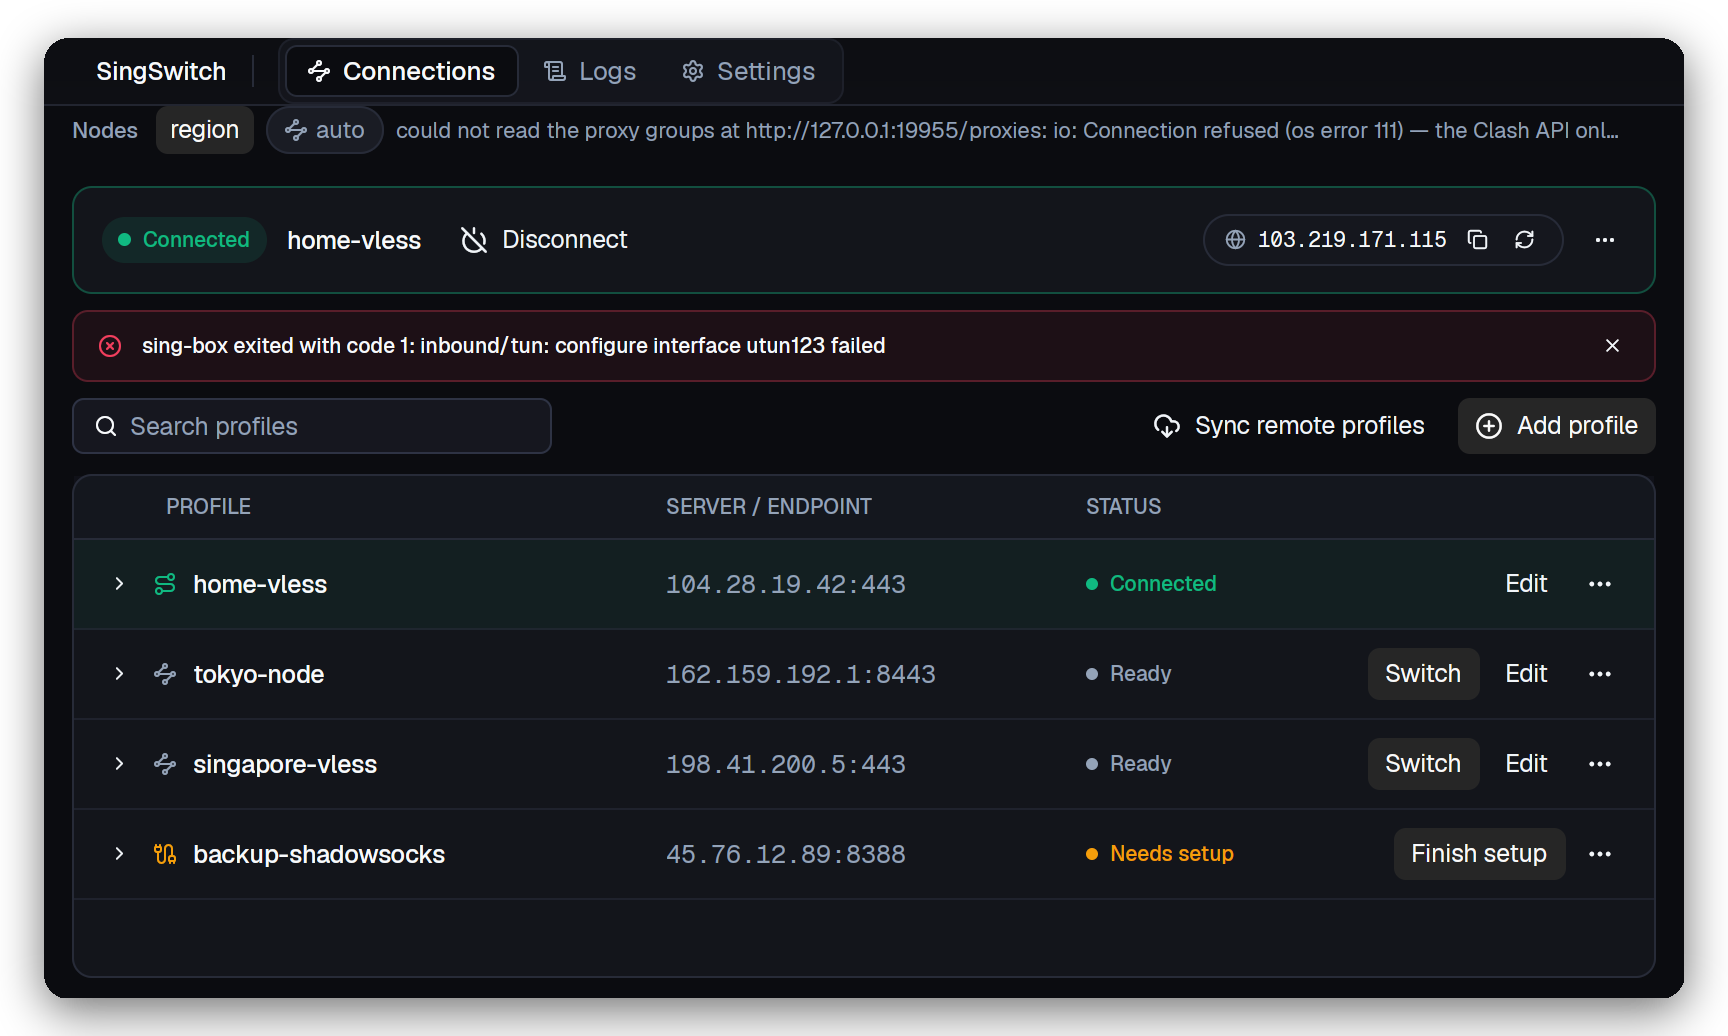 SingSwitch Connections Logs Settings
Nodes region auto could not read the proxy groups at http://127.0.0.1:19955/proxies: io: Connection refused (os error 111) — the Clash API onl…
Connected home-vless Disconnect 103.219.171.115
sing-box exited with code 1: inbound/tun: configure interface utun123 failed
Search profiles Sync remote profiles Add profile
PROFILE SERVER / ENDPOINT STATUS
home-vless 104.28.19.42:443 Connected Edit
tokyo-node 162.159.192.1:8443 Ready Switch Edit
singapore-vless 198.41.200.5:443 Ready Switch Edit
backup-shadowsocks 45.76.12.89:8388 Needs setup Finish setup